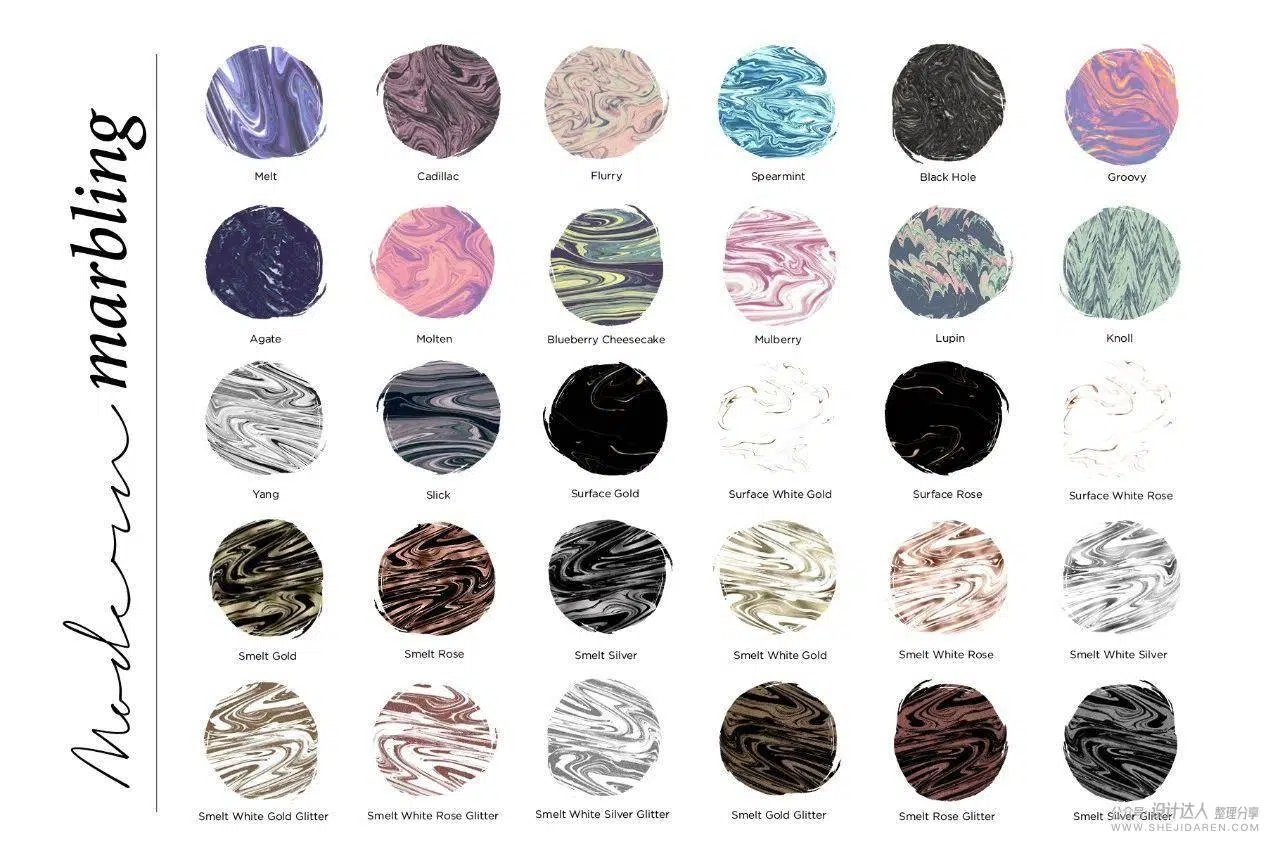 Modern marbling
Melt
Cadillac
Flurry
Spearmint
Black Hole
Groovy
Agate
Molten
Blueberry Cheesecake
Mulberry
Lupin
Knoll
Yang
Slick
Surface Gold
Surface White Gold
Surface Rose
Surface White Rose
Smelt Gold
Smelt Rose
Smelt Silver
Smelt White Gold
Smelt White Rose
Smelt White Silver
Smelt White Gold Glitter
Smelt White Rose Glitter
Smelt White Silver Glitter
Smelt Gold Glitter
Smelt Rose Glitter
Smelt Silver Glitter
公众号:设计达人 整理分享
WWW.SHEJIDAREN.COM